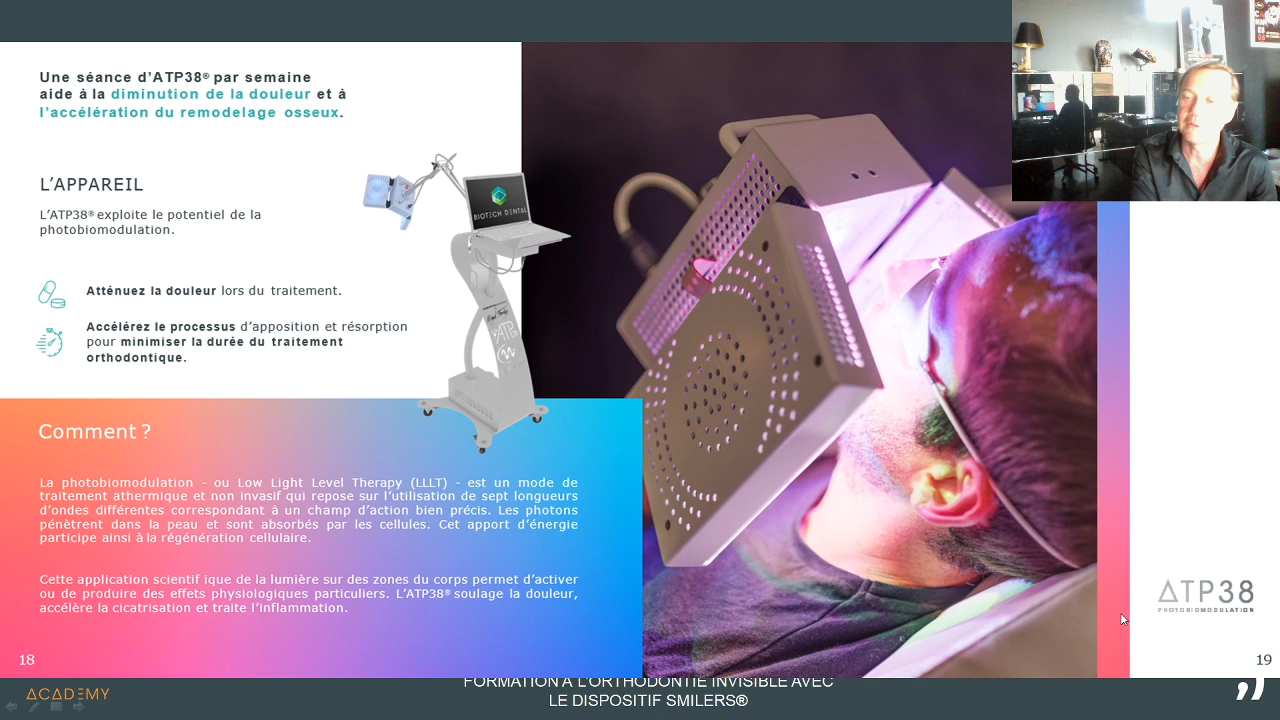 Une séance d'ATP38® par semaine
aide à la diminution de la douleur et à
l'accélération du remodelage osseux.
L'APPAREIL
L'ATP38® exploite le potentiel de la
photobiomodulation.
Atténuez la douleur lors du traitement.
Accélérez le processus d'apposition et résorption
pour minimiser la durée du traitement
orthodontique.
BIOTECH DENTAL
ATP
Comment ?
La photobiomodulation - ou Low Light Level Therapy (LLLT) - est un mode de
traitement athermique et non invasif qui repose sur l'utilisation de sept longueurs
d'ondes différentes correspondant à un champ d'action bien précis. Les photons
pénètrent dans la peau et sont absorbés par les cellules. Cet apport d'énergie
participe ainsi à la régénération cellulaire.
Cette application scientif ique de la lumière sur des zones du corps permet d'activer
ou de produire des effets physiologiques particuliers. L'ATP38® soulage la douleur,
accélère la cicatrisation et traite l'inflammation.
ATP38
PHOTOBIOMODULATION
18
19
ACADEMY
FORMATION A L'ORTHODONTIE INVISIBLE AVEC
LE DISPOSITIF SMILERS®